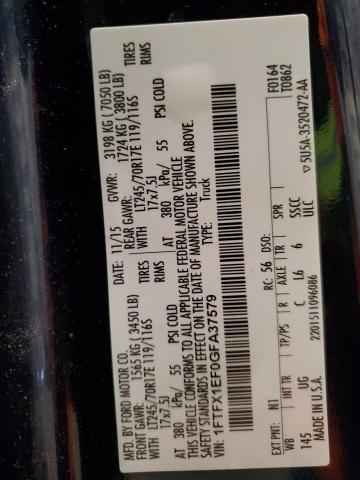 MFD. BY FORD MOTOR CO.
DATE: 11/15 GVWR: 3198 KG ( 7050 LB)
FRONT GAWR: 1565 KG ( 3450 LB) REAR GAWR: 1724 KG ( 3800 LB)
WITH LT245/70R17E 119/116S TIRES WITH LT245/70R17E 119/116S TIRES
17x7.5J RIMS 17x7.5J RIMS
AT 380 kPa/ 55 PSI COLD AT 380 kPa/ 55 PSI COLD
THIS VEHICLE CONFORMS TO ALL APPLICABLE FEDERAL MOTOR VEHICLE
SAFETY STANDARDS IN EFFECT ON THE DATE OF MANUFACTURE SHOWN ABOVE.
VIN: 1FTFX1EF0GFA37579
TYPE: Truck
F0164
T0862
EXT PNT: N1 RC: 56 DSO:
WB INT TR TP/PS R AXLE TR SPR
145 UG C L6 6 SSCC
ULC
MADE IN U.S.A. 220151109608​6
▽5U5A-3520472-AA